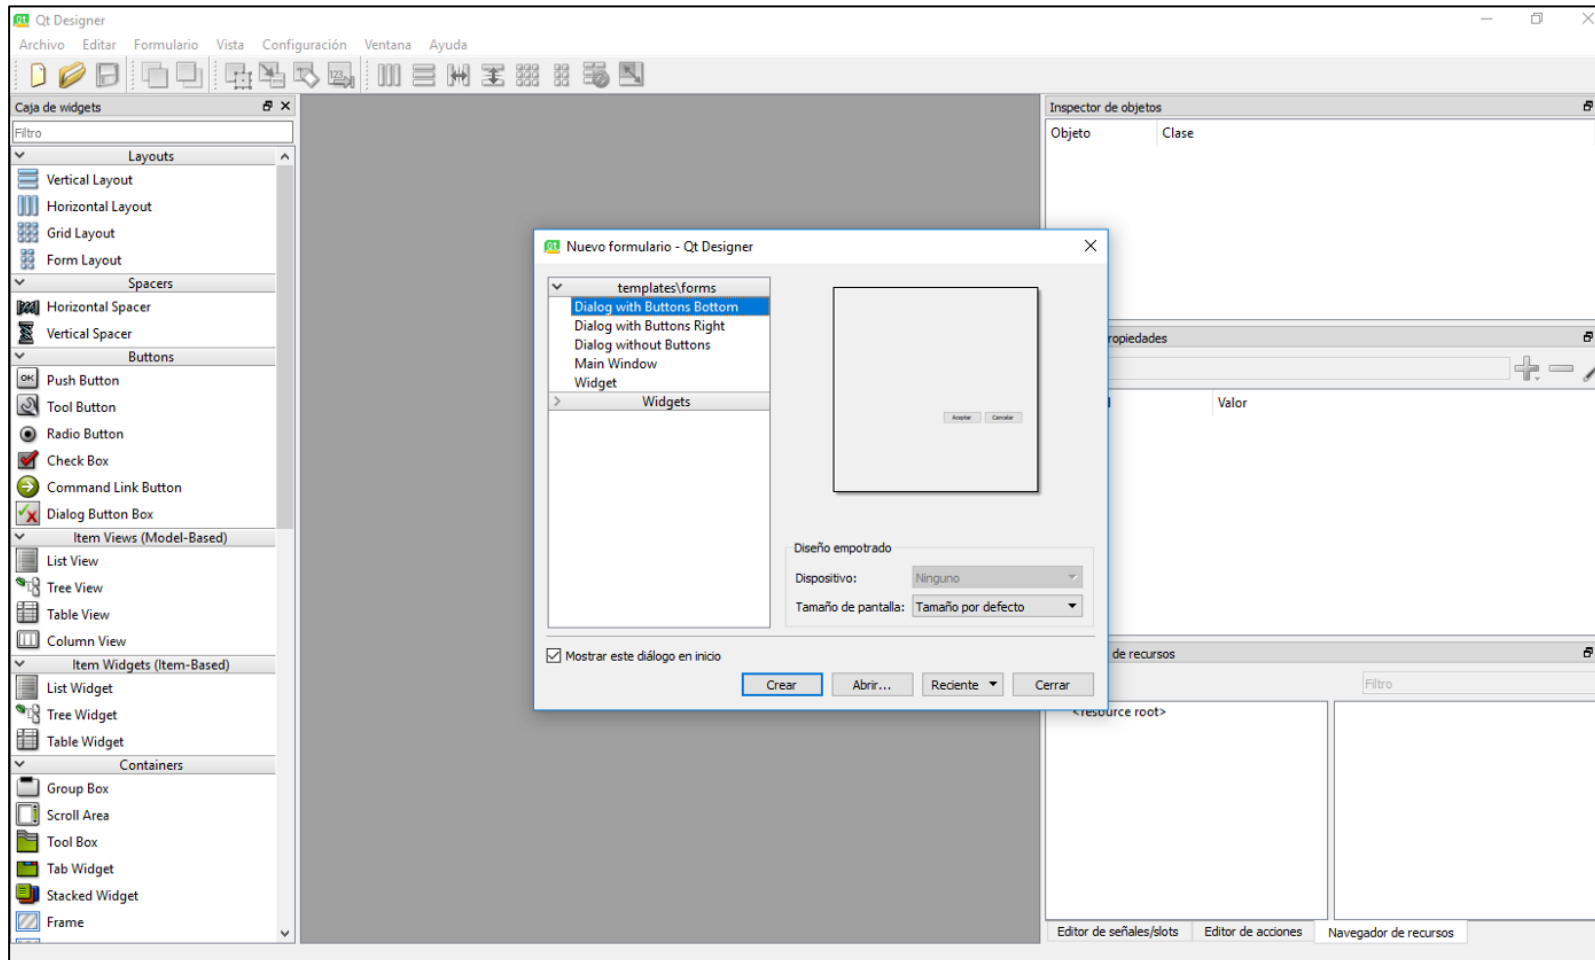 Qt Designer
Archivo Editar Formulario Vista Configuración Ventana Ayuda
Caja de widgets
Filtro
Layouts
Vertical Layout
Horizontal Layout
Grid Layout
Form Layout
Spacers
Horizontal Spacer
Vertical Spacer
Buttons
Push Button
Tool Button
Radio Button
Check Box
Command Link Button
Dialog Button Box
Item Views (Model-Based)
List View
Tree View
Table View
Column View
Item Widgets (Item-Based)
List Widget
Tree Widget
Table Widget
Containers
Group Box
Scroll Area
Tool Box
Tab Widget
Stacked Widget
Frame
Nuevo formulario - Qt Designer
templates\forms
Dialog with Buttons Bottom
Dialog with Buttons Right
Dialog without Buttons
Main Window
Widget
Widgets
Aceptar Cancelar
Diseño empotrado
Dispositivo: Ninguno
Tamaño de pantalla: Tamaño por defecto
Mostrar este diálogo en inicio
Crear Abrir... Reciente Cerrar
Inspector de objetos
Objeto Clase
ropiedades
Valor
de recursos
Filtro
<resource root>
Editor de señales/slots Editor de acciones Navegador de recursos